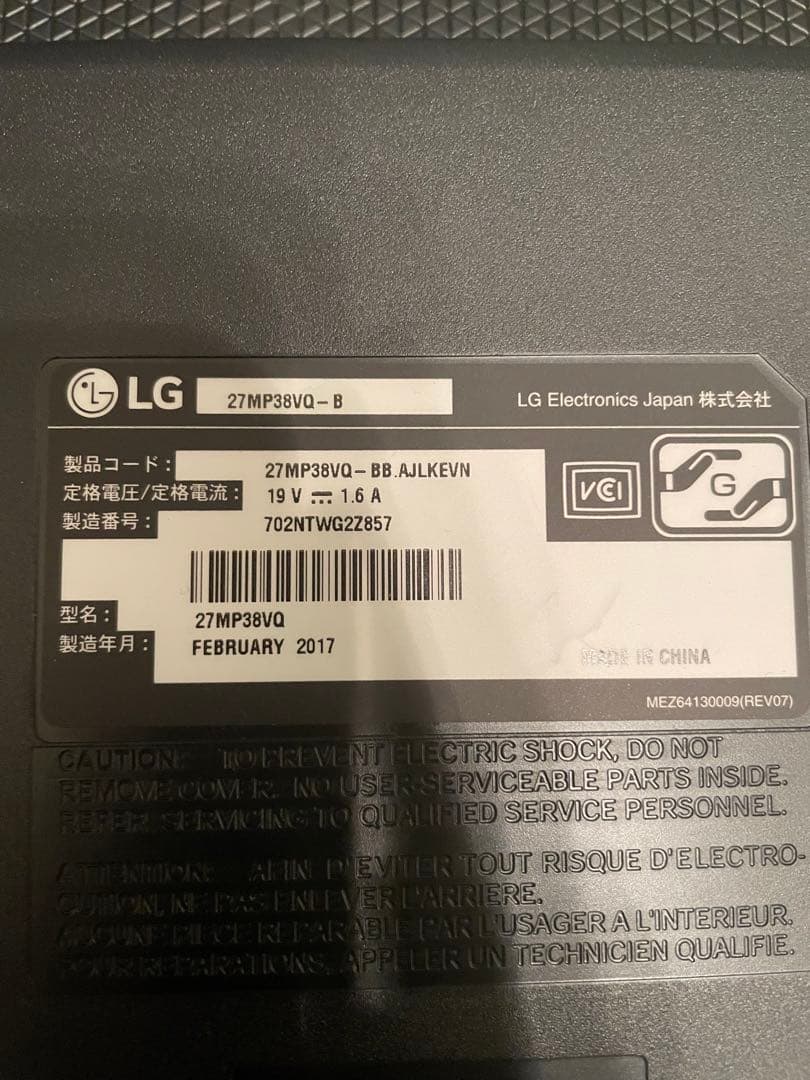 LG 27MP38VQ-B LG Electronics Japan 株式会社
製品コード: 27MP38VQ-BB.AJLKEVN
定格電圧/定格電流: 19 V ⎓ 1.6 A
製造番号: 702NTWG2Z857
VCCI
G
型名: 27MP38VQ
製造年月: FEBRUARY 2017
MADE IN CHINA
MEZ64130009(REV07)
CAUTION: TO PREVENT ELECTRIC SHOCK, DO NOT
REMOVE COVER. NO USER SERVICEABLE PARTS INSIDE.
REFER SERVICING TO QUALIFIED SERVICE PERSONNEL.
ATTENTION: AFIN D'EVITER TOUT RISQUE D'ELECTRO-
CUTION, NE PAS ENLEVER L'ARRIERE.
AUCUNE PIECE REPARABLE PAR L'USAGER A L'INTERIEUR.
POUR REPARATIONS, APPELER UN TECHNICIEN QUALIFIE.